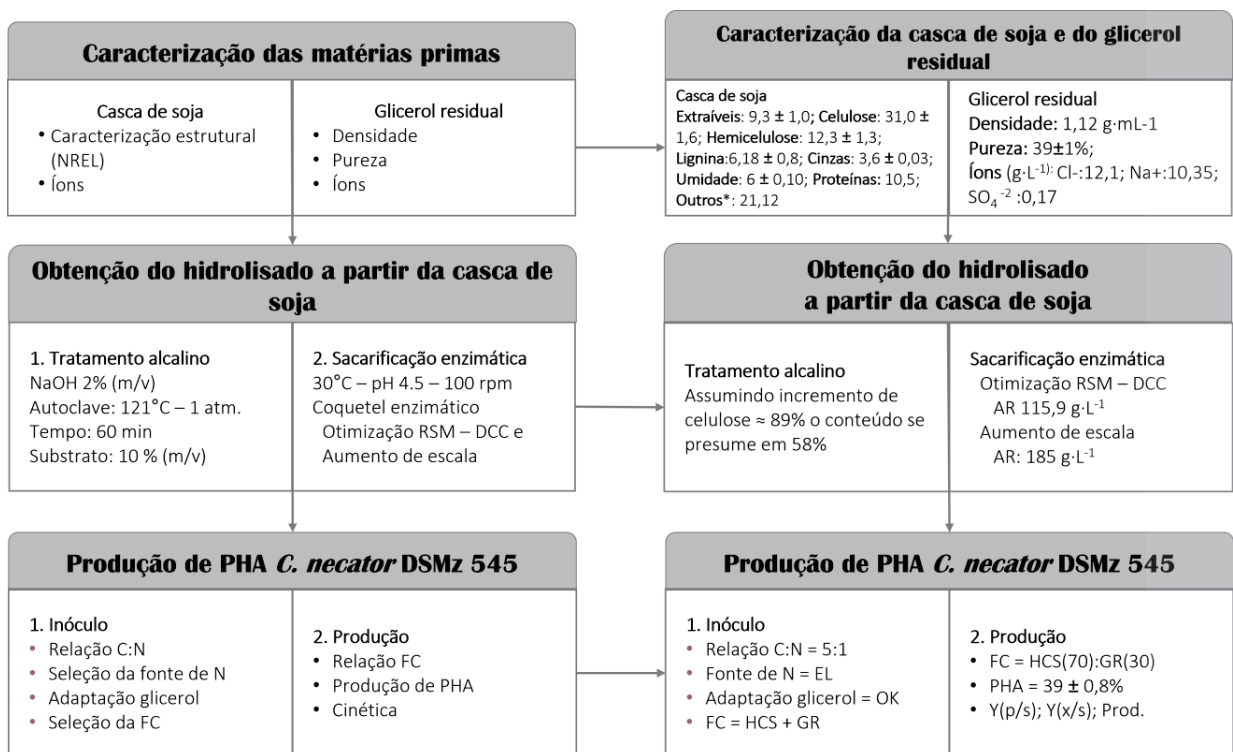 Caracterização das matérias primas
Casca de soja
• Caracterização estrutural
(NREL)
• Íons
Glicerol residual
• Densidade
• Pureza
• Íons
Caracterização da casca de soja e do glicerol
residual
Casca de soja
Extraíveis: 9,3 ± 1,0; Celulose: 31,0 ±
1,6; Hemicelulose: 12,3 ± 1,3;
Lignina:6,18 ± 0,8; Cinzas: 3,6 ± 0,03;
Umidade: 6 ± 0,10; Proteínas: 10,5;
Outros*: 21,12
Glicerol residual
Densidade: 1,12 g·mL-1
Pureza: 39±1%;
Íons (g·L⁻¹): Cl-:12,1; Na+:10,35;
SO₄ ⁻² :0,17
Obtenção do hidrolisado a partir da casca de
soja
1. Tratamento alcalino
NaOH 2% (m/v)
Autoclave: 121°C – 1 atm.
Tempo: 60 min
Substrato: 10 % (m/v)
2. Sacarificação enzimática
30°C – pH 4.5 – 100 rpm
Coquetel enzimático
Otimização RSM – DCC e
Aumento de escala
Obtenção do hidrolisado
a partir da casca de soja
Tratamento alcalino
Assumindo incremento de
celulose ≈ 89% o conteúdo se
presume em 58%
Sacarificação enzimática
Otimização RSM – DCC
AR 115,9 g·L⁻¹
Aumento de escala
AR: 185 g·L⁻¹
Produção de PHA C. necator DSMz 545
1. Inóculo
• Relação C:N
• Seleção da fonte de N
• Adaptação glicerol
• Seleção da FC
2. Produção
• Relação FC
• Produção de PHA
• Cinética
Produção de PHA C. necator DSMz 545
1. Inóculo
• Relação C:N = 5:1
• Fonte de N = EL
• Adaptação glicerol = OK
• FC = HCS + GR
2. Produção
• FC = HCS(70):GR(30)
• PHA = 39 ± 0,8%
• Y(p/s); Y(x/s); Prod.